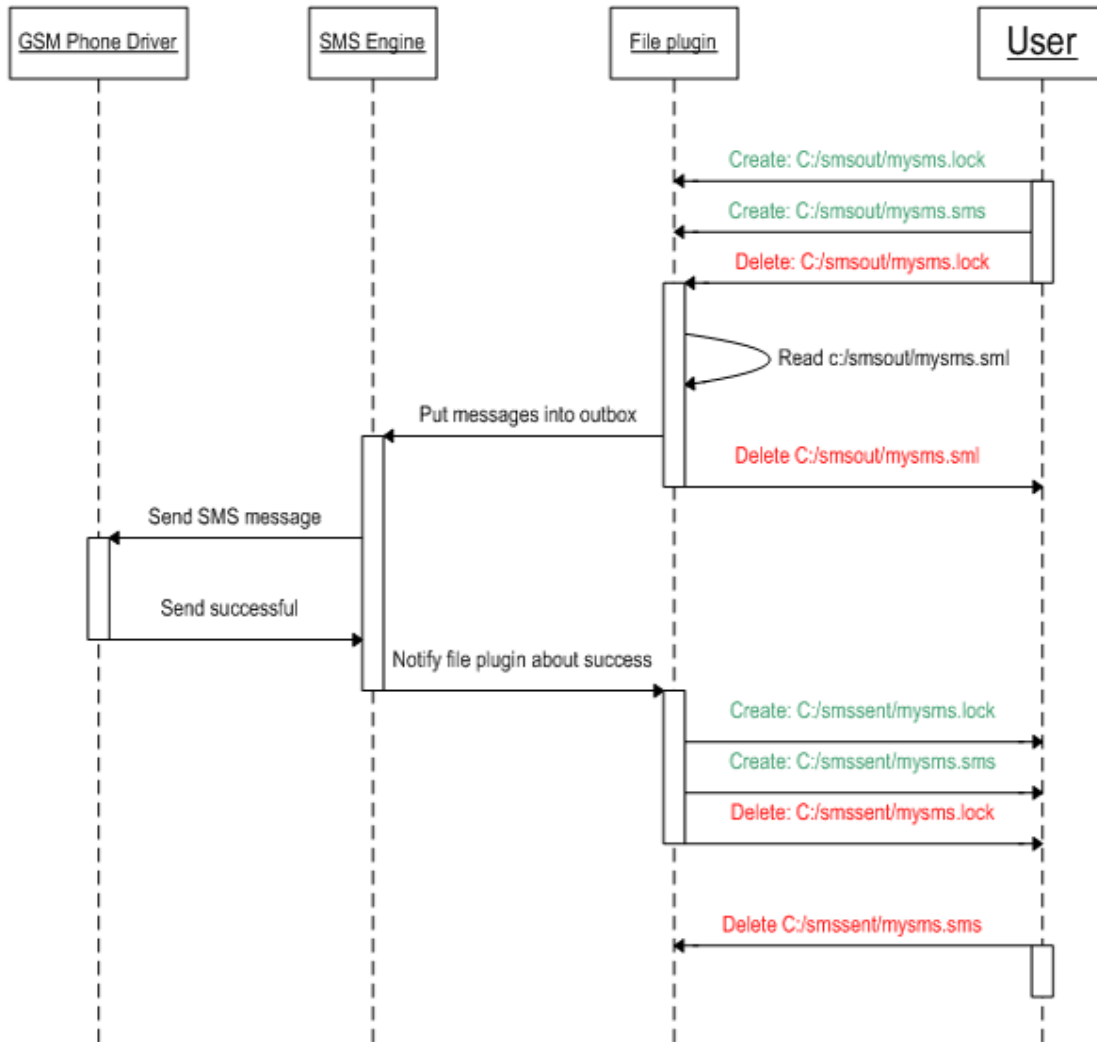 GSM Phone Driver
SMS Engine
File plugin
User
Create: C:/smsout/mysms.lock
Create: C:/smsout/mysms.sms
Delete: C:/smsout/mysms.lock
Read c:/smsout/mysms.sml
Put messages into outbox
Delete C:/smsout/mysms.sml
Send SMS message
Send successful
Notify file plugin about success
Create: C:/smssent/mysms.lock
Create: C:/smssent/mysms.sms
Delete: C:/smssent/mysms.lock
Delete C:/smssent/mysms.sms